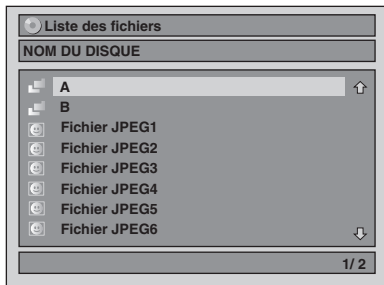 Liste des fichiers
NOM DU DISQUE
A
B
Fichier JPEG1
Fichier JPEG2
Fichier JPEG3
Fichier JPEG4
Fichier JPEG5
Fichier JPEG6
1/ 2